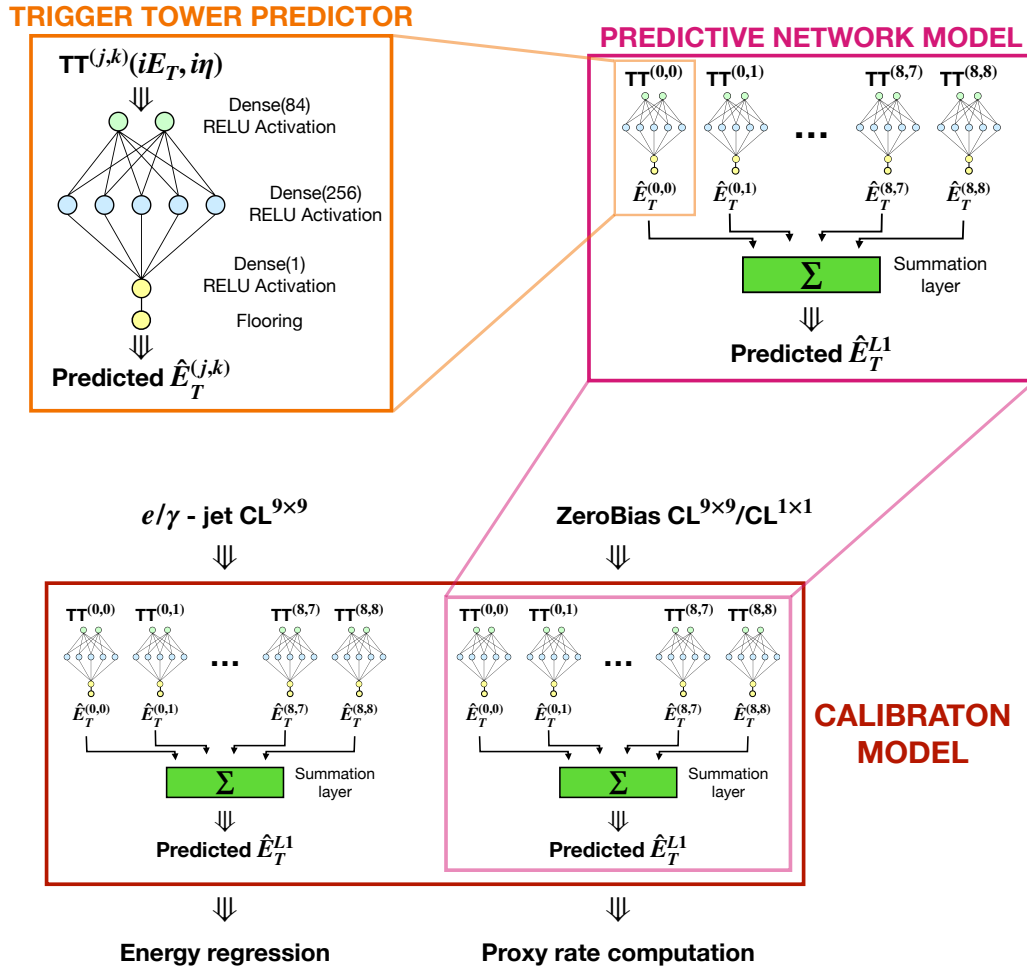 TRIGGER TOWER PREDICTOR
TT^(j,k)(iE_T, iη)
⇓
Dense(84)
RELU Activation
Dense(256)
RELU Activation
Dense(1)
RELU Activation
Flooring
⇓
Predicted Ê_T^(j,k)
PREDICTIVE NETWORK MODEL
TT^(0,0) TT^(0,1) TT^(8,7) TT^(8,8)
...
Ê_T^(0,0) Ê_T^(0,1) Ê_T^(8,7) Ê_T^(8,8)
Σ
Summation
layer
⇓
Predicted Ê_T^L1
e/γ - jet CL^9×9
⇓
ZeroBias CL^9×9/CL^1×1
⇓
TT^(0,0) TT^(0,1) TT^(8,7) TT^(8,8)
...
Ê_T^(0,0) Ê_T^(0,1) Ê_T^(8,7) Ê_T^(8,8)
Σ
Summation
layer
⇓
Predicted Ê_T^L1
TT^(0,0) TT^(0,1) TT^(8,7) TT^(8,8)
...
Ê_T^(0,0) Ê_T^(0,1) Ê_T^(8,7) Ê_T^(8,8)
Σ
Summation
layer
⇓
Predicted Ê_T^L1
CALIBRATON
MODEL
⇓
Energy regression
⇓
Proxy rate computation